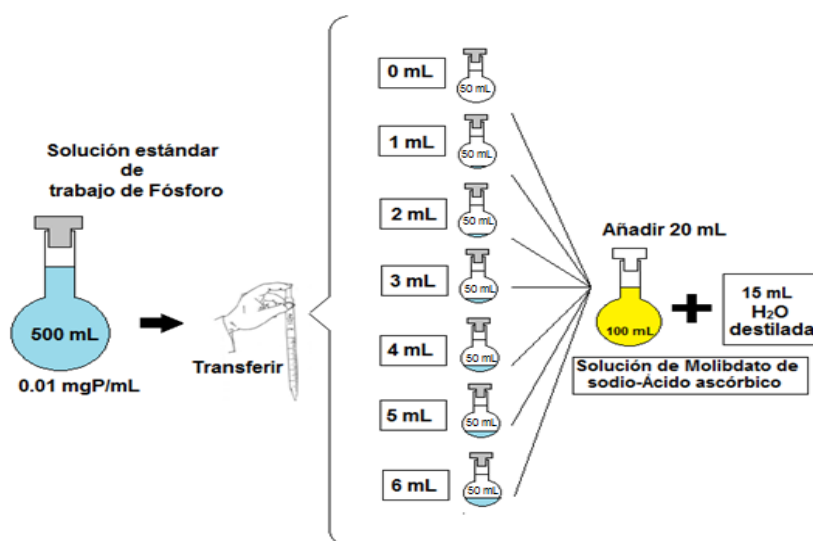 Solución estándar
de
trabajo de Fósforo
500 mL
0.01 mgP/mL
Transferir
0 mL
50 mL
1 mL
50 mL
2 mL
50 mL
3 mL
50 mL
4 mL
50 mL
5 mL
50 mL
6 mL
50 mL
Añadir 20 mL
100 mL
15 mL
H₂O
destilada
Solución de Molibdato de
sodio-Ácido ascórbico